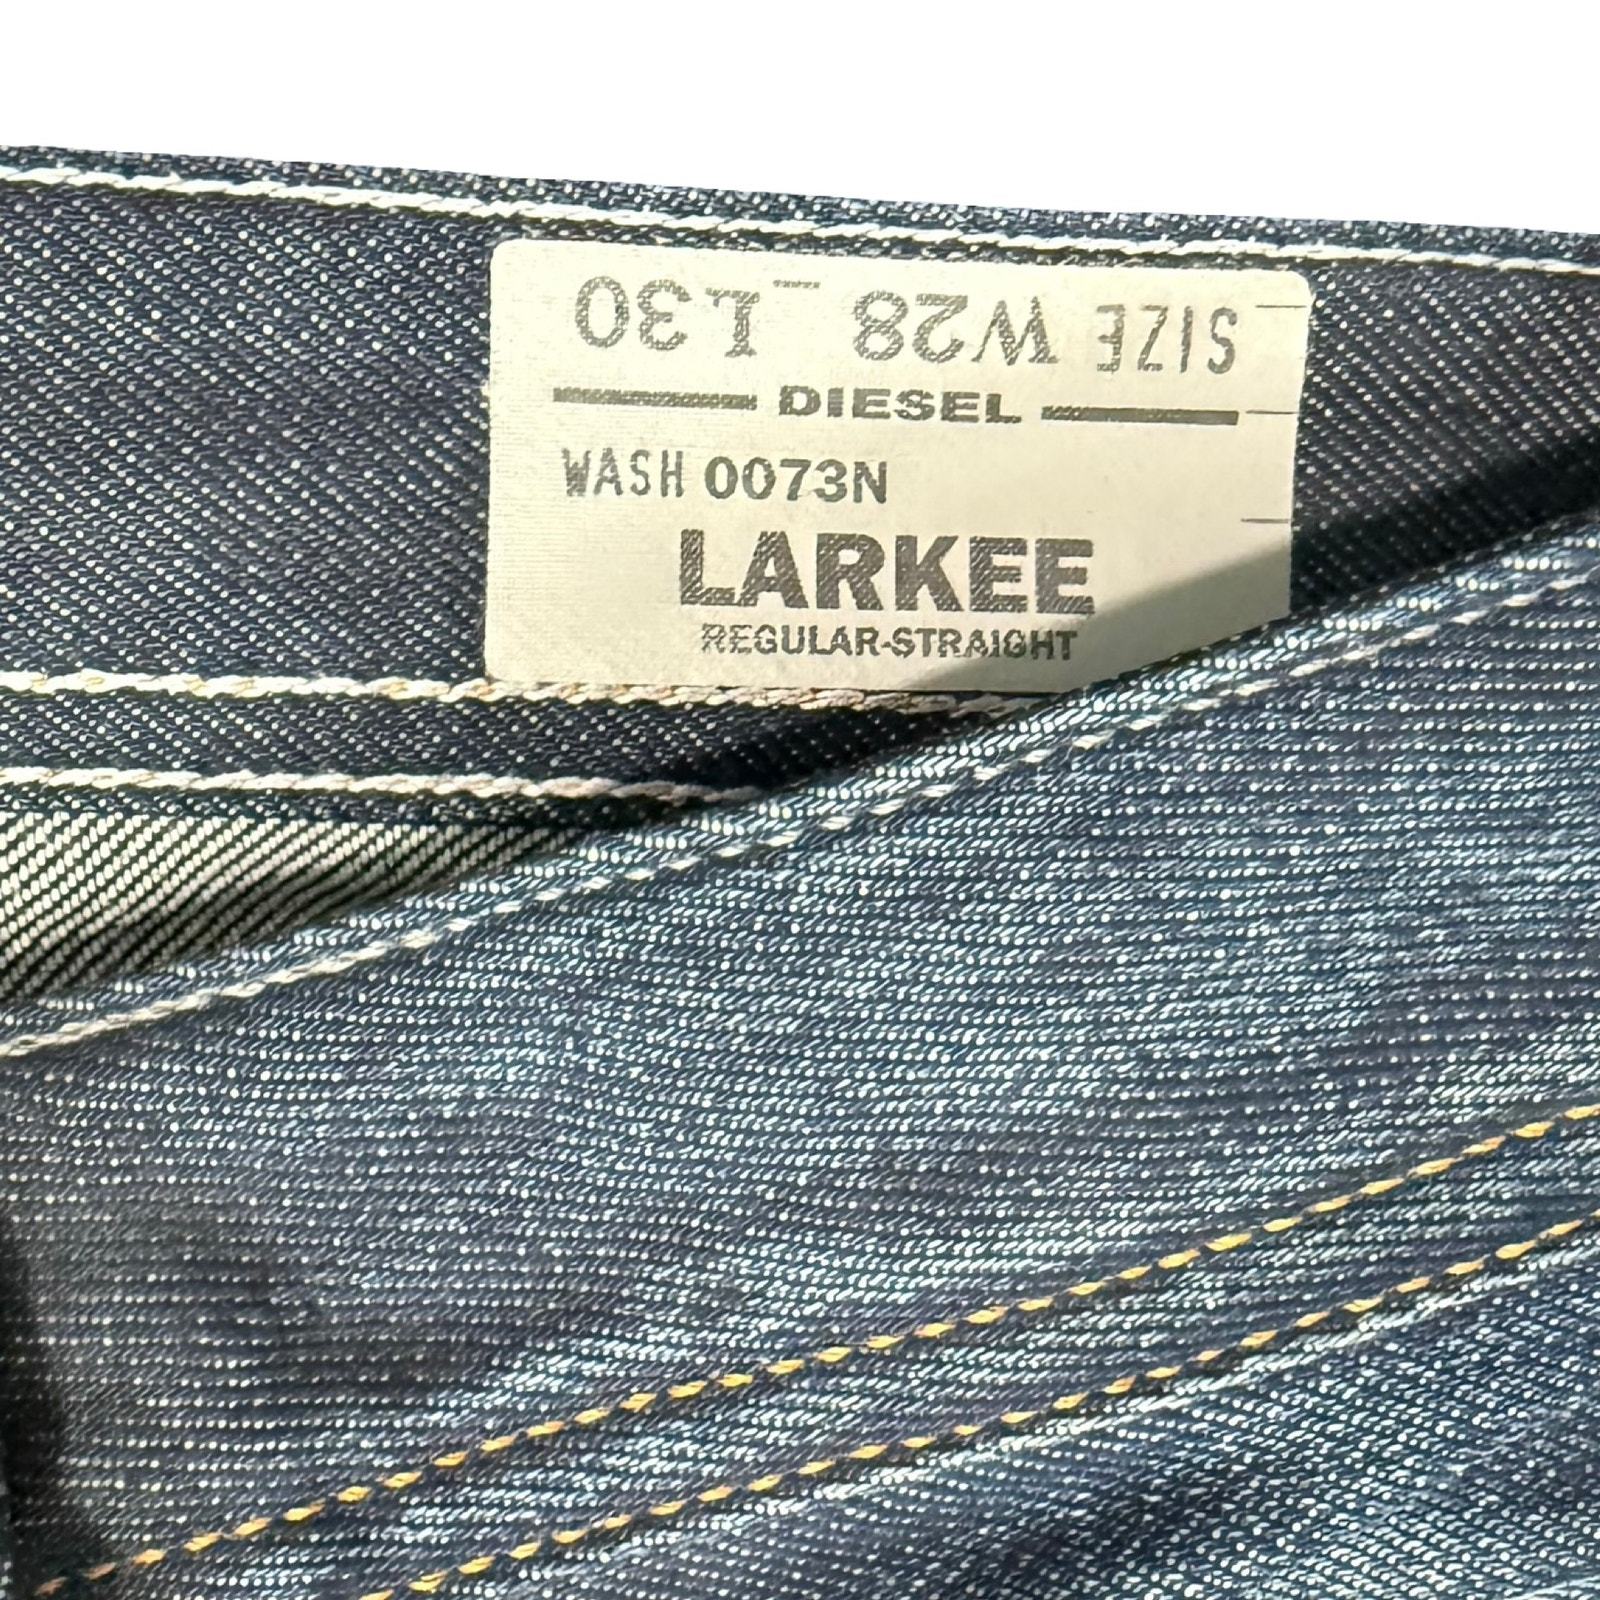 SIZE W28 L30
DIESEL
WASH 0073N
LARKEE
REGULAR-STRAIGHT